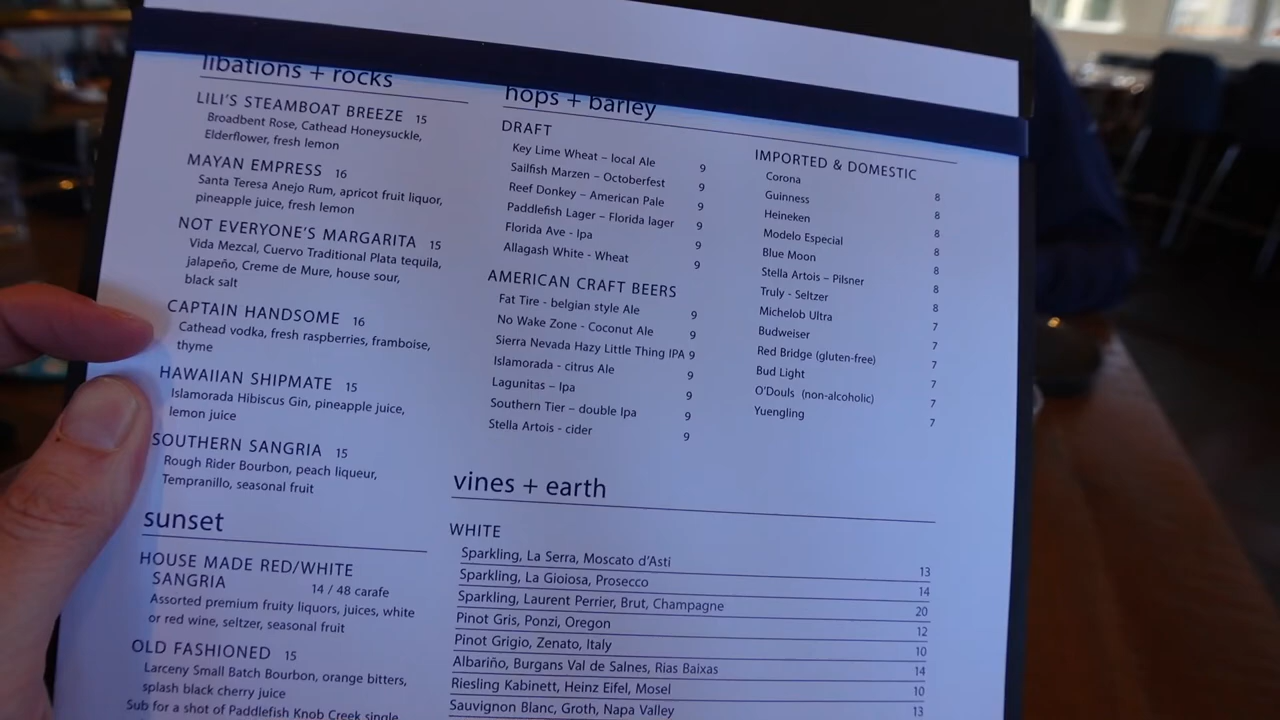 libations + rocks
LILI'S STEAMBOAT BREEZE 15
Broadbent Rose, Cathead Honeysuckle,
Elderflower, fresh lemon
MAYAN EMPRESS 16
Santa Teresa Anejo Rum, apricot fruit liquor,
pineapple juice, fresh lemon
NOT EVERYONE'S MARGARITA 15
Vida Mezcal, Cuervo Traditional Plata tequila,
jalapeño, Creme de Mure, house sour,
black salt
CAPTAIN HANDSOME 16
Cathead vodka, fresh raspberries, framboise,
thyme
HAWAIIAN SHIPMATE 15
Islamorada Hibiscus Gin, pineapple juice,
lemon juice
SOUTHERN SANGRIA 15
Rough Rider Bourbon, peach liqueur,
Tempranillo, seasonal fruit
sunset
HOUSE MADE RED/WHITE
SANGRIA 14 / 48 carafe
Assorted premium fruity liquors, juices, white
or red wine, seltzer, seasonal fruit
OLD FASHIONED 15
Larceny Small Batch Bourbon, orange bitters,
splash black cherry juice
Sub for a shot of Paddlefish Knob Creek single
hops + barley
DRAFT
Key Lime Wheat – local Ale 9
Sailfish Marzen – Octoberfest 9
Reef Donkey – American Pale 9
Paddlefish Lager – Florida lager 9
Florida Ave - Ipa 9
Allagash White - Wheat 9
AMERICAN CRAFT BEERS
Fat Tire - belgian style Ale 9
No Wake Zone - Coconut Ale 9
Sierra Nevada Hazy Little Thing IPA 9
Islamorada - citrus Ale 9
Lagunitas – Ipa 9
Southern Tier – double Ipa 9
Stella Artois - cider 9
IMPORTED & DOMESTIC
Corona 8
Guinness 8
Heineken 8
Modelo Especial 8
Blue Moon 8
Stella Artois – Pilsner 8
Truly - Seltzer 8
Michelob Ultra 7
Budweiser 7
Red Bridge (gluten-free) 7
Bud Light 7
O'Douls (non-alcoholic) 7
Yuengling 7
vines + earth
WHITE
Sparkling, La Serra, Moscato d'Asti 13
Sparkling, La Gioiosa, Prosecco 14
Sparkling, Laurent Perrier, Brut, Champagne 20
Pinot Gris, Ponzi, Oregon 12
Pinot Grigio, Zenato, Italy 10
Albariño, Burgans Val de Salnes, Rias Baixas 14
Riesling Kabinett, Heinz Eifel, Mosel 10
Sauvignon Blanc, Groth, Napa Valley 13